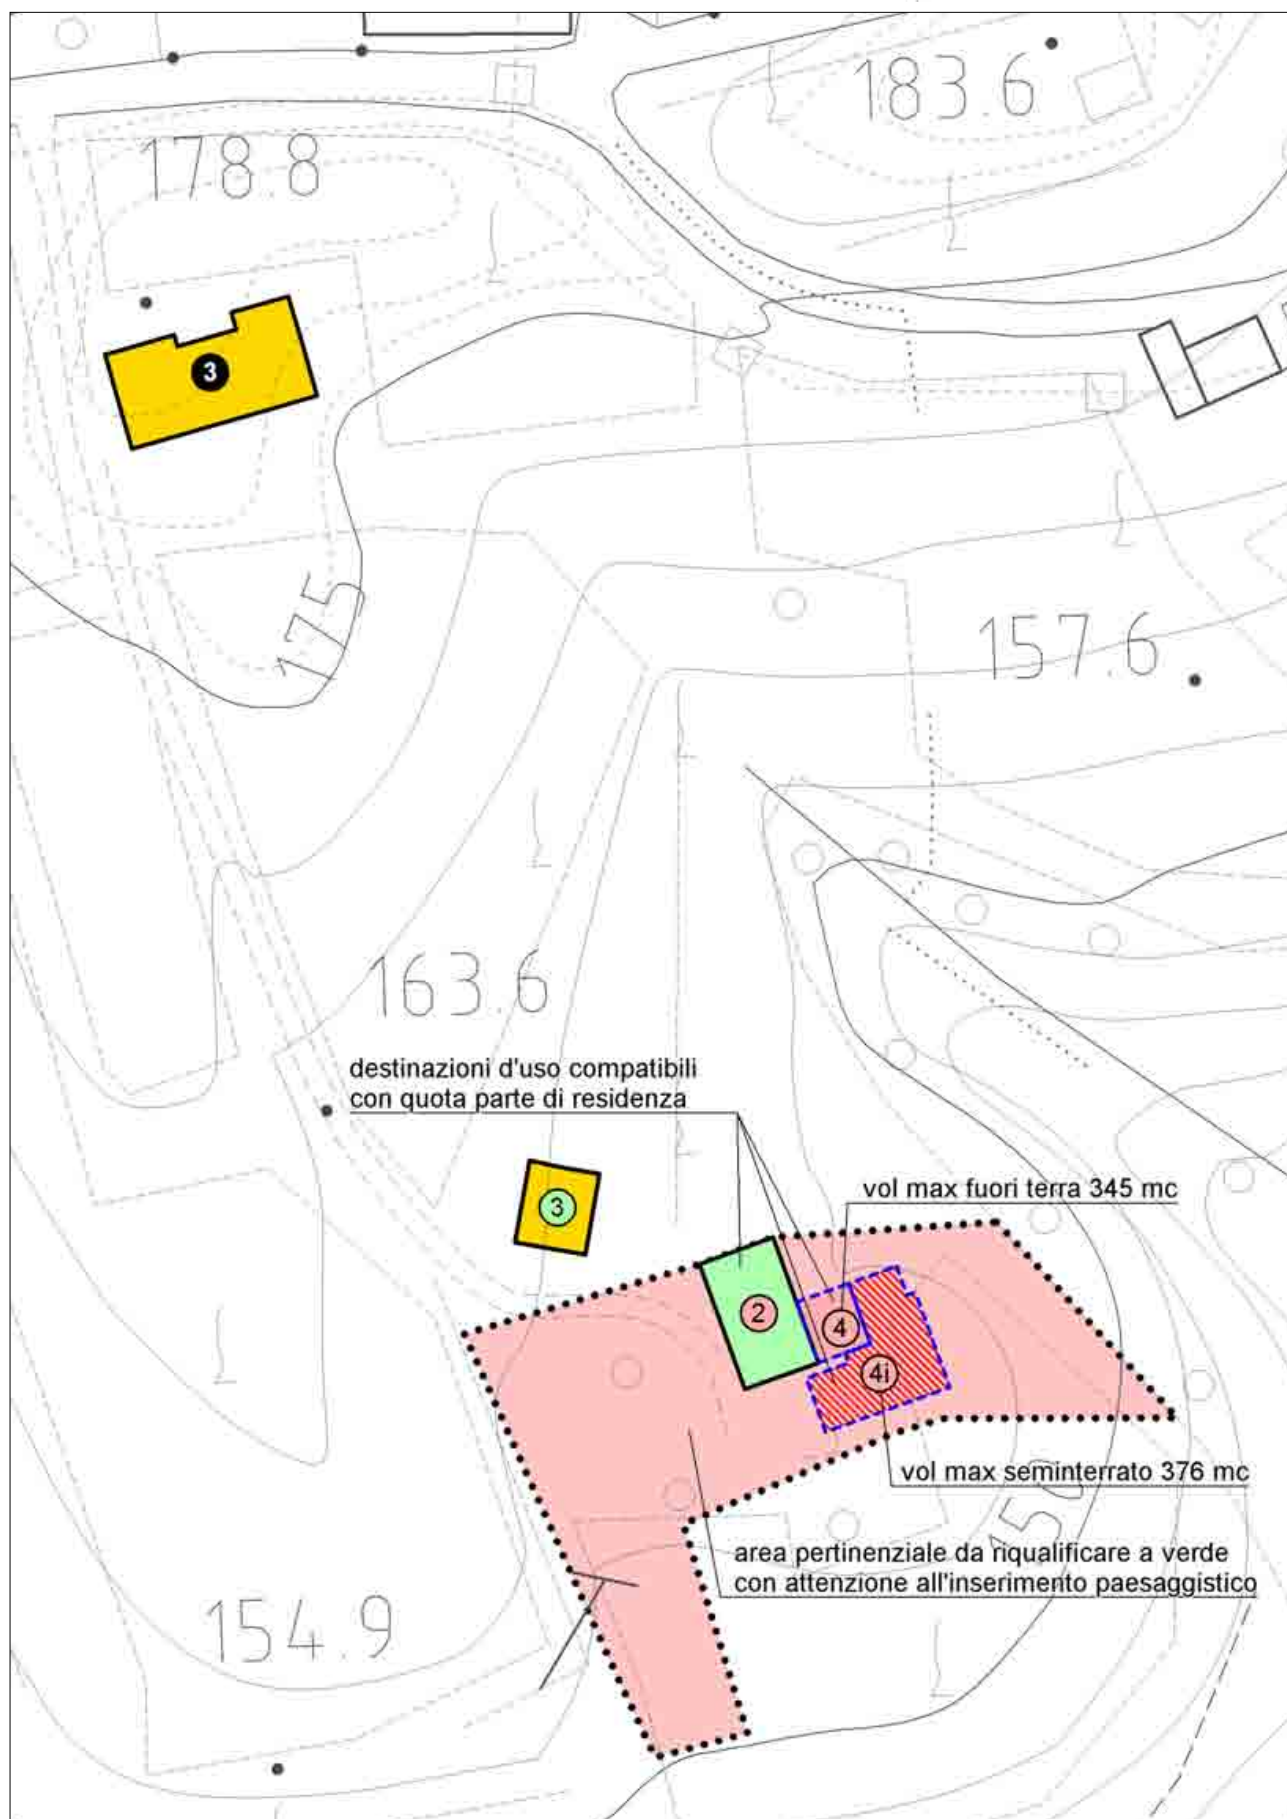 183.6
178.8
3
175
157.6
163.6
destinazioni d'uso compatibili
con quota parte di residenza
3
vol max fuori terra 345 mc
2
4
4i
vol max seminterrato 376 mc
150
area pertinenziale da riqualificare a verde
con attenzione all'inserimento paesaggistico
154.9